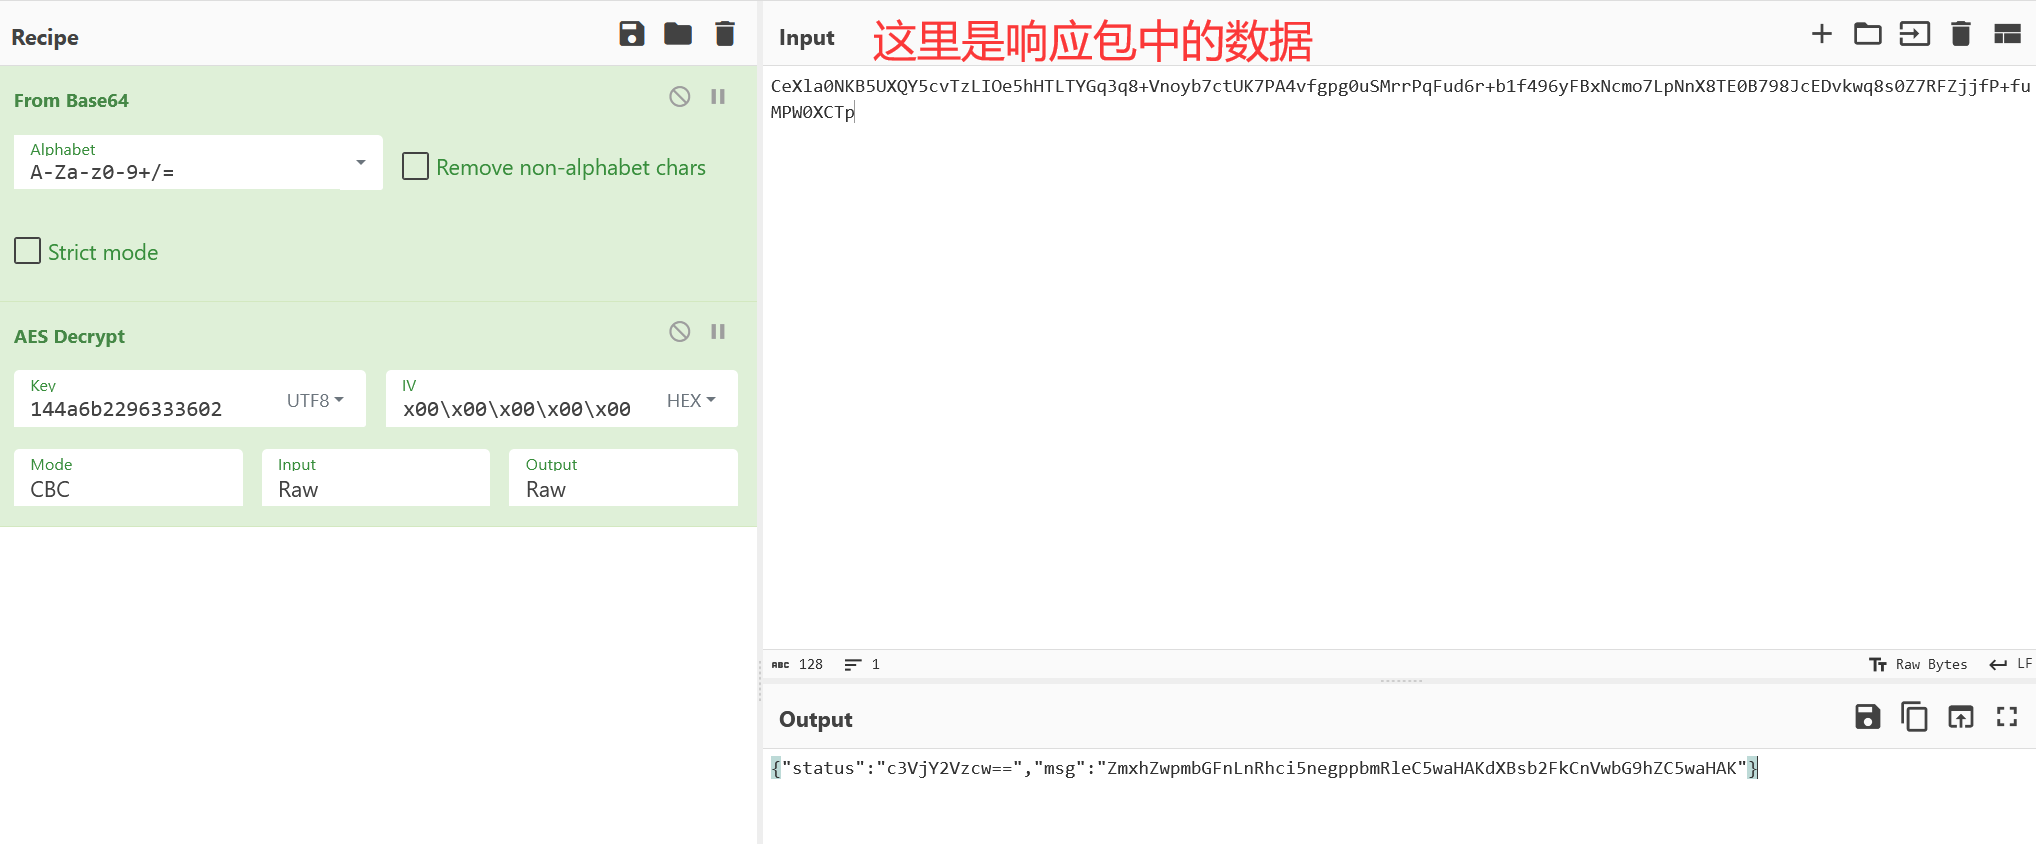 Recipe
From Base64
Alphabet
A-Za-z0-9+/=
Remove non-alphabet chars
Strict mode
AES Decrypt
Key
144a6b2296333602
UTF8
IV
x00\x00\x00\x00\x00
HEX
Mode
CBC
Input
Raw
Output
Raw
Input
这里是响应包中的数据
CeXla0NKB5UXQY5cvTzLIOe5hHTLTYGq3q8+Vnoyb7ctUK7PA4vfgpg0uSMrrPqFud6r+b1f496yFBxNcmo7LpNnX8TE0B798JcEDvkwq8s0Z7RFZjjfP+fu
MPW0XCTp
ABC 128
1
Raw Bytes
LF
Output
{"status":"c3VjY2Vzcw==","msg":"ZmxhZwpmbGFnLnRhci5negppbmRleC5waHAKdXBsb2FkCnVwbG9hZC5waHAK"}